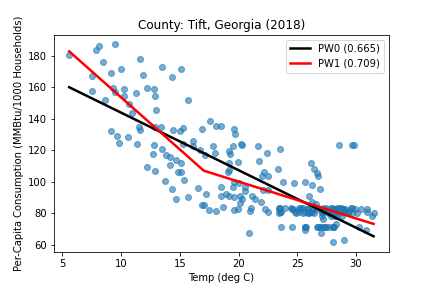 County: Tift, Georgia (2018)
PW0 (0.665)
PW1 (0.709)
Per-Capita Consumption (MMBtu/1000 Households)
180
160
140
120
100
80
60
5 10 15 20 25 30
Temp (deg C)